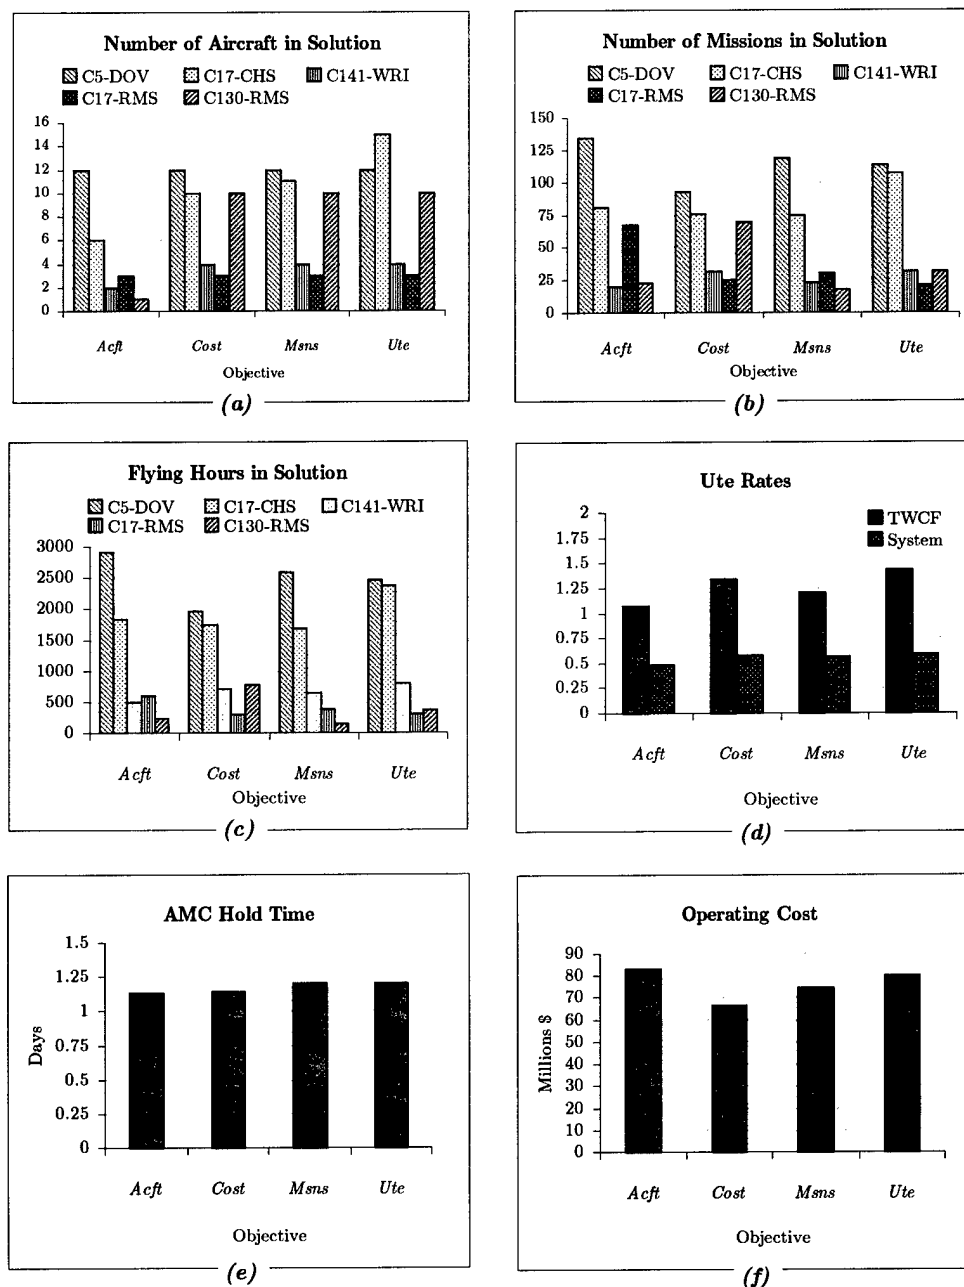 Number of Aircraft in Solution
C5-DOV C17-CHS C141-WRI
C17-RMS C130-RMS
16
14
12
10
8
6
4
2
0
Acft Cost Msns Ute
Objective
(a)
Number of Missions in Solution
C5-DOV C17-CHS C141-WRI
C17-RMS C130-RMS
150
125
100
75
50
25
0
Acft Cost Msns Ute
Objective
(b)
Flying Hours in Solution
C5-DOV C17-CHS C141-WRI
C17-RMS C130-RMS
3000
2500
2000
1500
1000
500
0
Acft Cost Msns Ute
Objective
(c)
Ute Rates
TWCF
System
2
1.75
1.5
1.25
1
0.75
0.5
0.25
0
Acft Cost Msns Ute
Objective
(d)
AMC Hold Time
Days
1.5
1.25
1
0.75
0.5
0.25
0
Acft Cost Msns Ute
Objective
(e)
Operating Cost
Millions $
90
80
70
60
50
40
30
20
10
0
Acft Cost Msns Ute
Objective
(f)